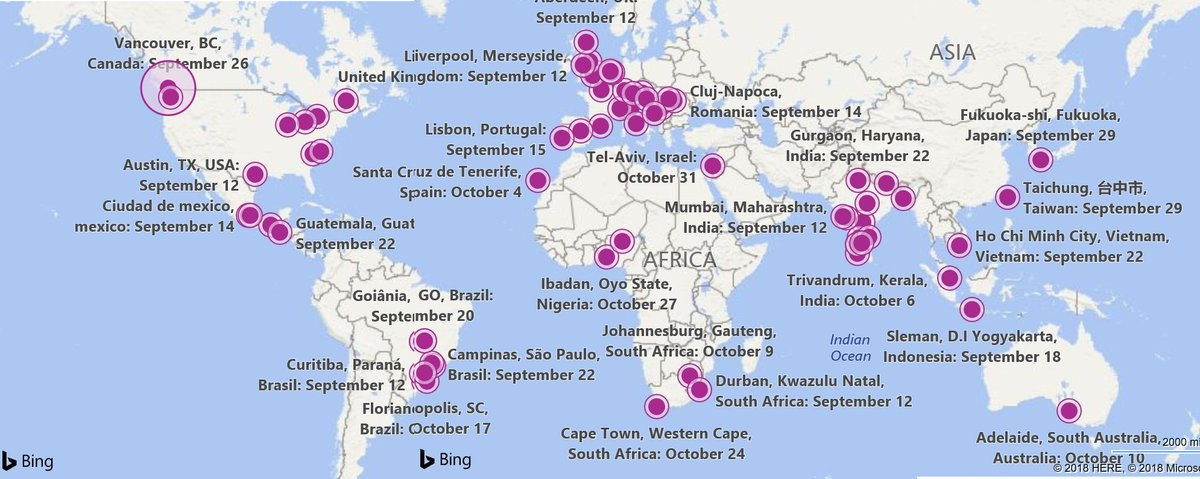 Aberdeen, UK:
September 12
Vancouver, BC,
Canada: September 26
Liverpool, Merseyside,
United Kingdom: September 12
ASIA
Cluj-Napoca,
Romania: September 14
Fukuoka-shi, Fukuoka,
Japan: September 29
Lisbon, Portugal:
September 15
Gurgaon, Haryana,
India: September 22
Austin, TX, USA:
September 12
Santa Cruz de Tenerife,
Spain: October 4
Tel-Aviv, Israel:
October 31
Taichung, 台中市,
Taiwan: September 29
Ciudad de mexico,
mexico: September 14
Guatemala, Guat
September 22
Mumbai, Maharashtra,
India: September 12
Ho Chi Minh City, Vietnam,
Vietnam: September 22
AFRICA
Ibadan, Oyo State,
Nigeria: October 27
Trivandrum, Kerala,
India: October 6
Goiânia, GO, Brazil:
September 20
Johannesburg, Gauteng,
South Africa: October 9
Indian
Ocean
Sleman, D.I Yogyakarta,
Indonesia: September 18
Curitiba, Paraná,
Brasil: September 12
Campinas, São Paulo,
Brasil: September 22
Durban, Kwazulu Natal,
South Africa: September 12
Florianopolis, SC,
Brazil: October 17
Cape Town, Western Cape,
South Africa: October 24
Adelaide, South Australia,
Australia: October 10
2000 mi
Bing
Bing
© 2018 HERE, © 2018 Microso